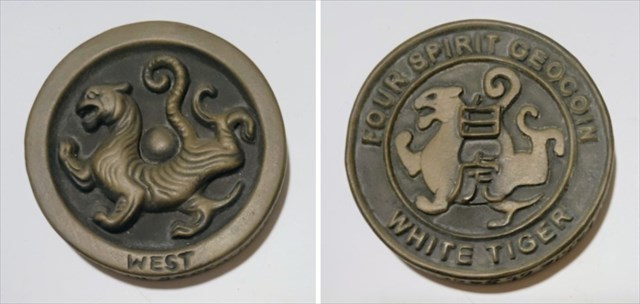 WEST
FOUR SPIRIT GEOCOIN
白虎
WHITE TIGER